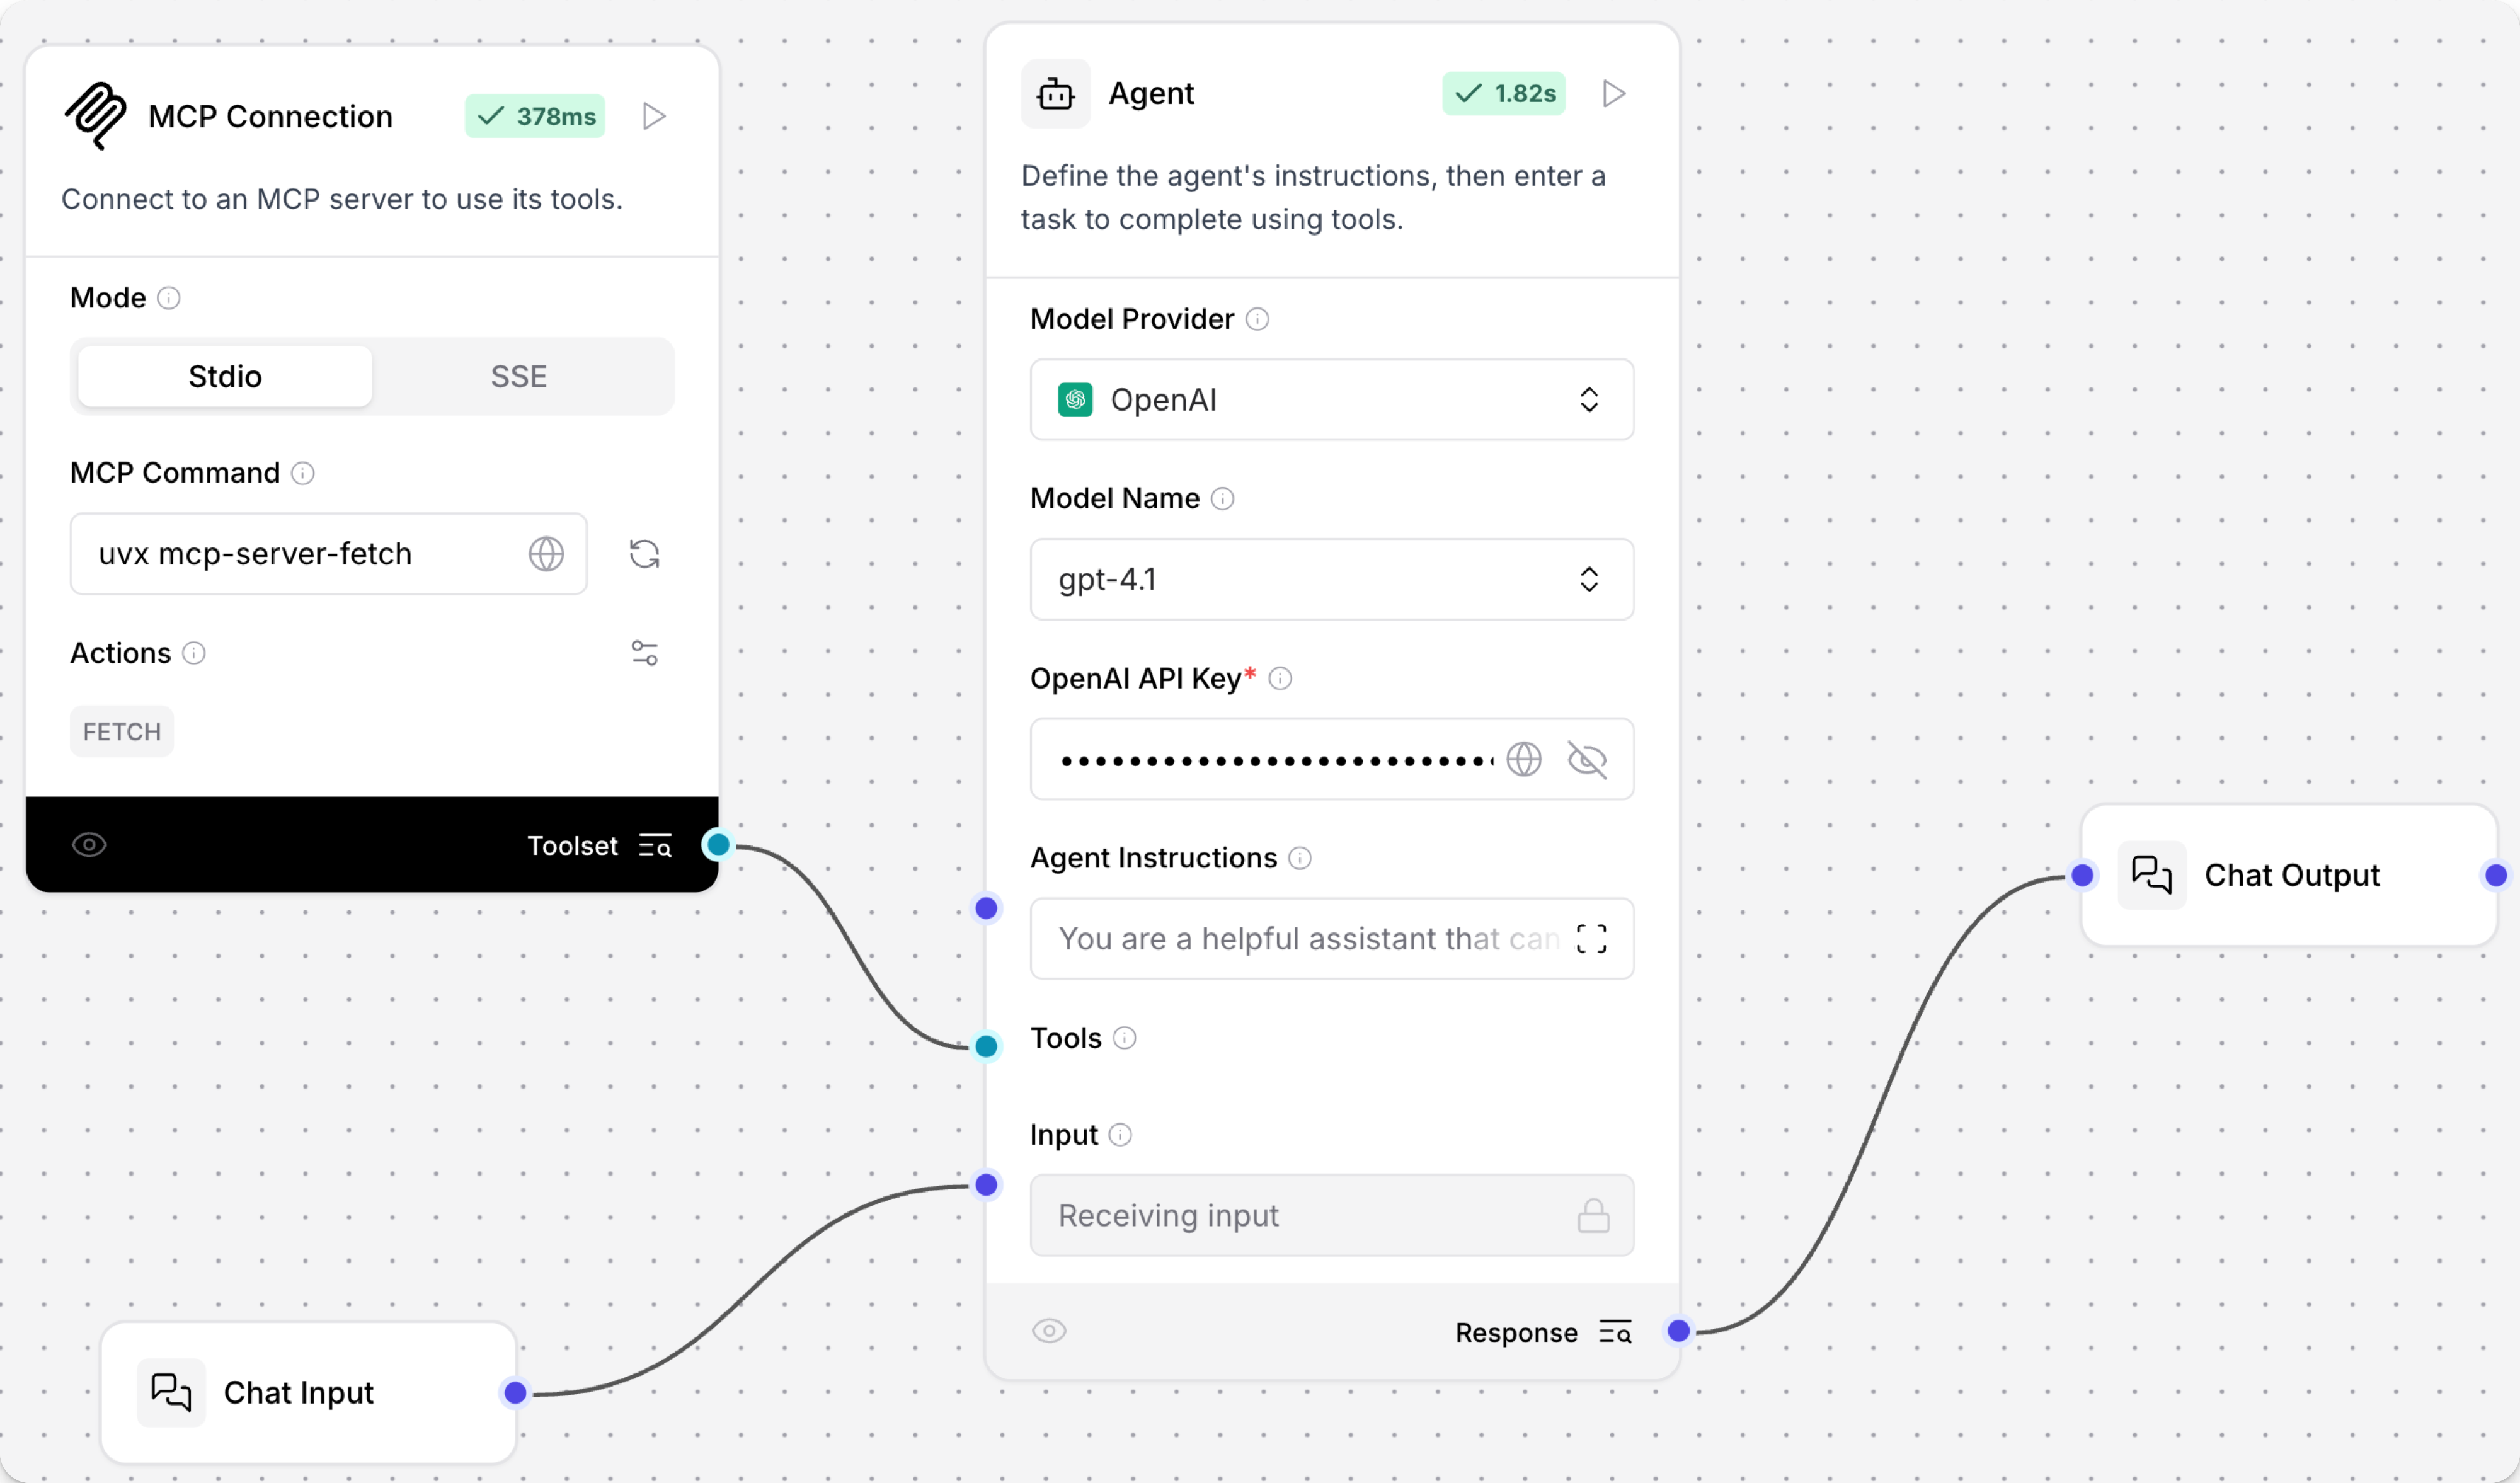 MCP Connection
378ms
Connect to an MCP server to use its tools.
Mode
Stdio
SSE
MCP Command
uvx mcp-server-fetch
Actions
FETCH
Toolset
Chat Input
Agent
1.82s
Define the agent's instructions, then enter a
task to complete using tools.
Model Provider
OpenAI
Model Name
gpt-4.1
OpenAI API Key*
Agent Instructions
You are a helpful assistant that can
Tools
Input
Receiving input
Response
Chat Output